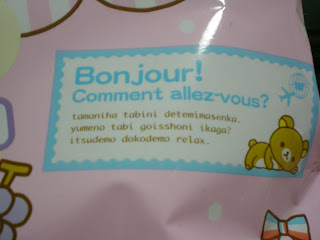 Bonjour!
Comment allez-vous?
tamaniha tabini detemimasenka.
yumeno tabi goisshoni ikaga?
itsudemo dokodemo relax.